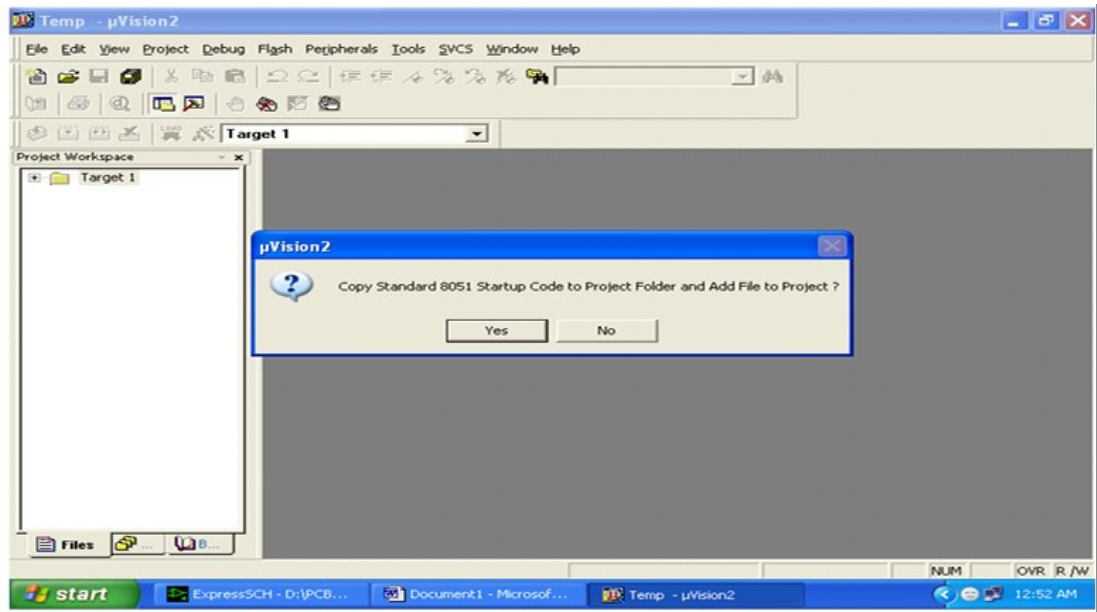 Temp - µVision2
File Edit View Project Debug Flash Peripherals Tools SVCS Window Help
Target 1
Project Workspace
Target 1
µVision2
Copy Standard 8051 Startup Code to Project Folder and Add File to Project ?
Yes No
Files ... B...
NUM OVR R/W
start ExpressSCH - D:\PCB... Document1 - Microsof... Temp - µVision2 12:52 AM